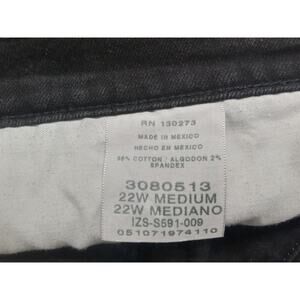 RN 130273
MADE IN MEXICO
HECHO EN MEXICO
98% COTTON / ALGODON 2%
SPANDEX
3080513
22W MEDIUM
22W MEDIANO
IZS-S591-009
051071974110